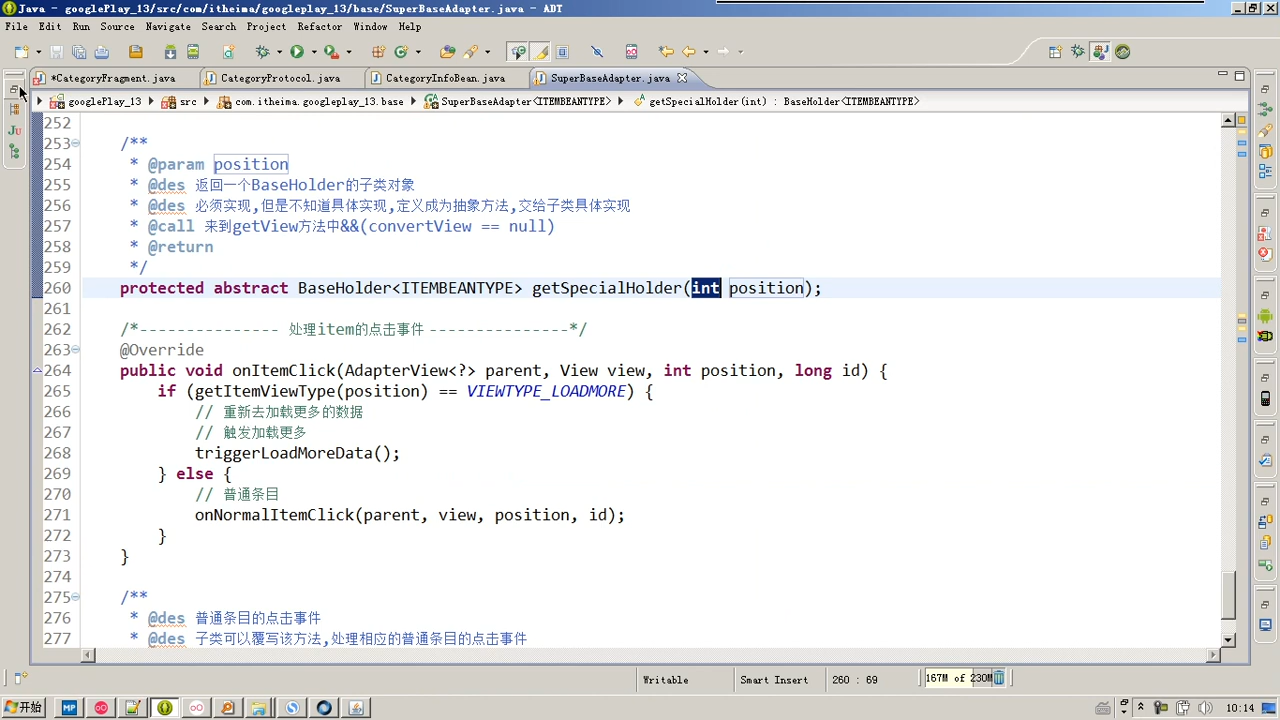 Java - googlePlay_13/src/com/itheima/googleplay_13/base/SuperBaseAdapter.java - ADT
File Edit Run Source Navigate Search Project Refactor Window Help
*CategoryFragment.java CategoryProtocol.java CategoryInfoBean.java SuperBaseAdapter.java
googlePlay_13 src com.itheima.googleplay_13.base SuperBaseAdapter<ITEMBEANTYPE> getSpecialHolder(int) : BaseHolder<ITEMBEANTYPE>
252
253 /**
254 * @param position
255 * @des 返回一个BaseHolder的子类对象
256 * @des 必须实现,但是不知道具体实现,定义成为抽象方法,交给子类具体实现
257 * @call 来到getView方法中&&(convertView == null)
258 * @return
259 */
260 protected abstract BaseHolder<ITEMBEANTYPE> getSpecialHolder(int position);
261
262 /*--------------- 处理item的点击事件 ---------------*/
263 @Override
264 public void onItemClick(AdapterView<?> parent, View view, int position, long id) {
265 if (getItemViewType(position) == VIEWTYPE_LOADMORE) {
266 // 重新去加载更多的数据
267 // 触发加载更多
268 triggerLoadMoreData();
269 } else {
270 // 普通条目
271 onNormalItemClick(parent, view, position, id);
272 }
273 }
274
275 /**
276 * @des 普通条目的点击事件
277 * @des 子类可以覆写该方法,处理相应的普通条目的点击事件
Writable Smart Insert 260 : 69 167M of 230M
开始 10:14